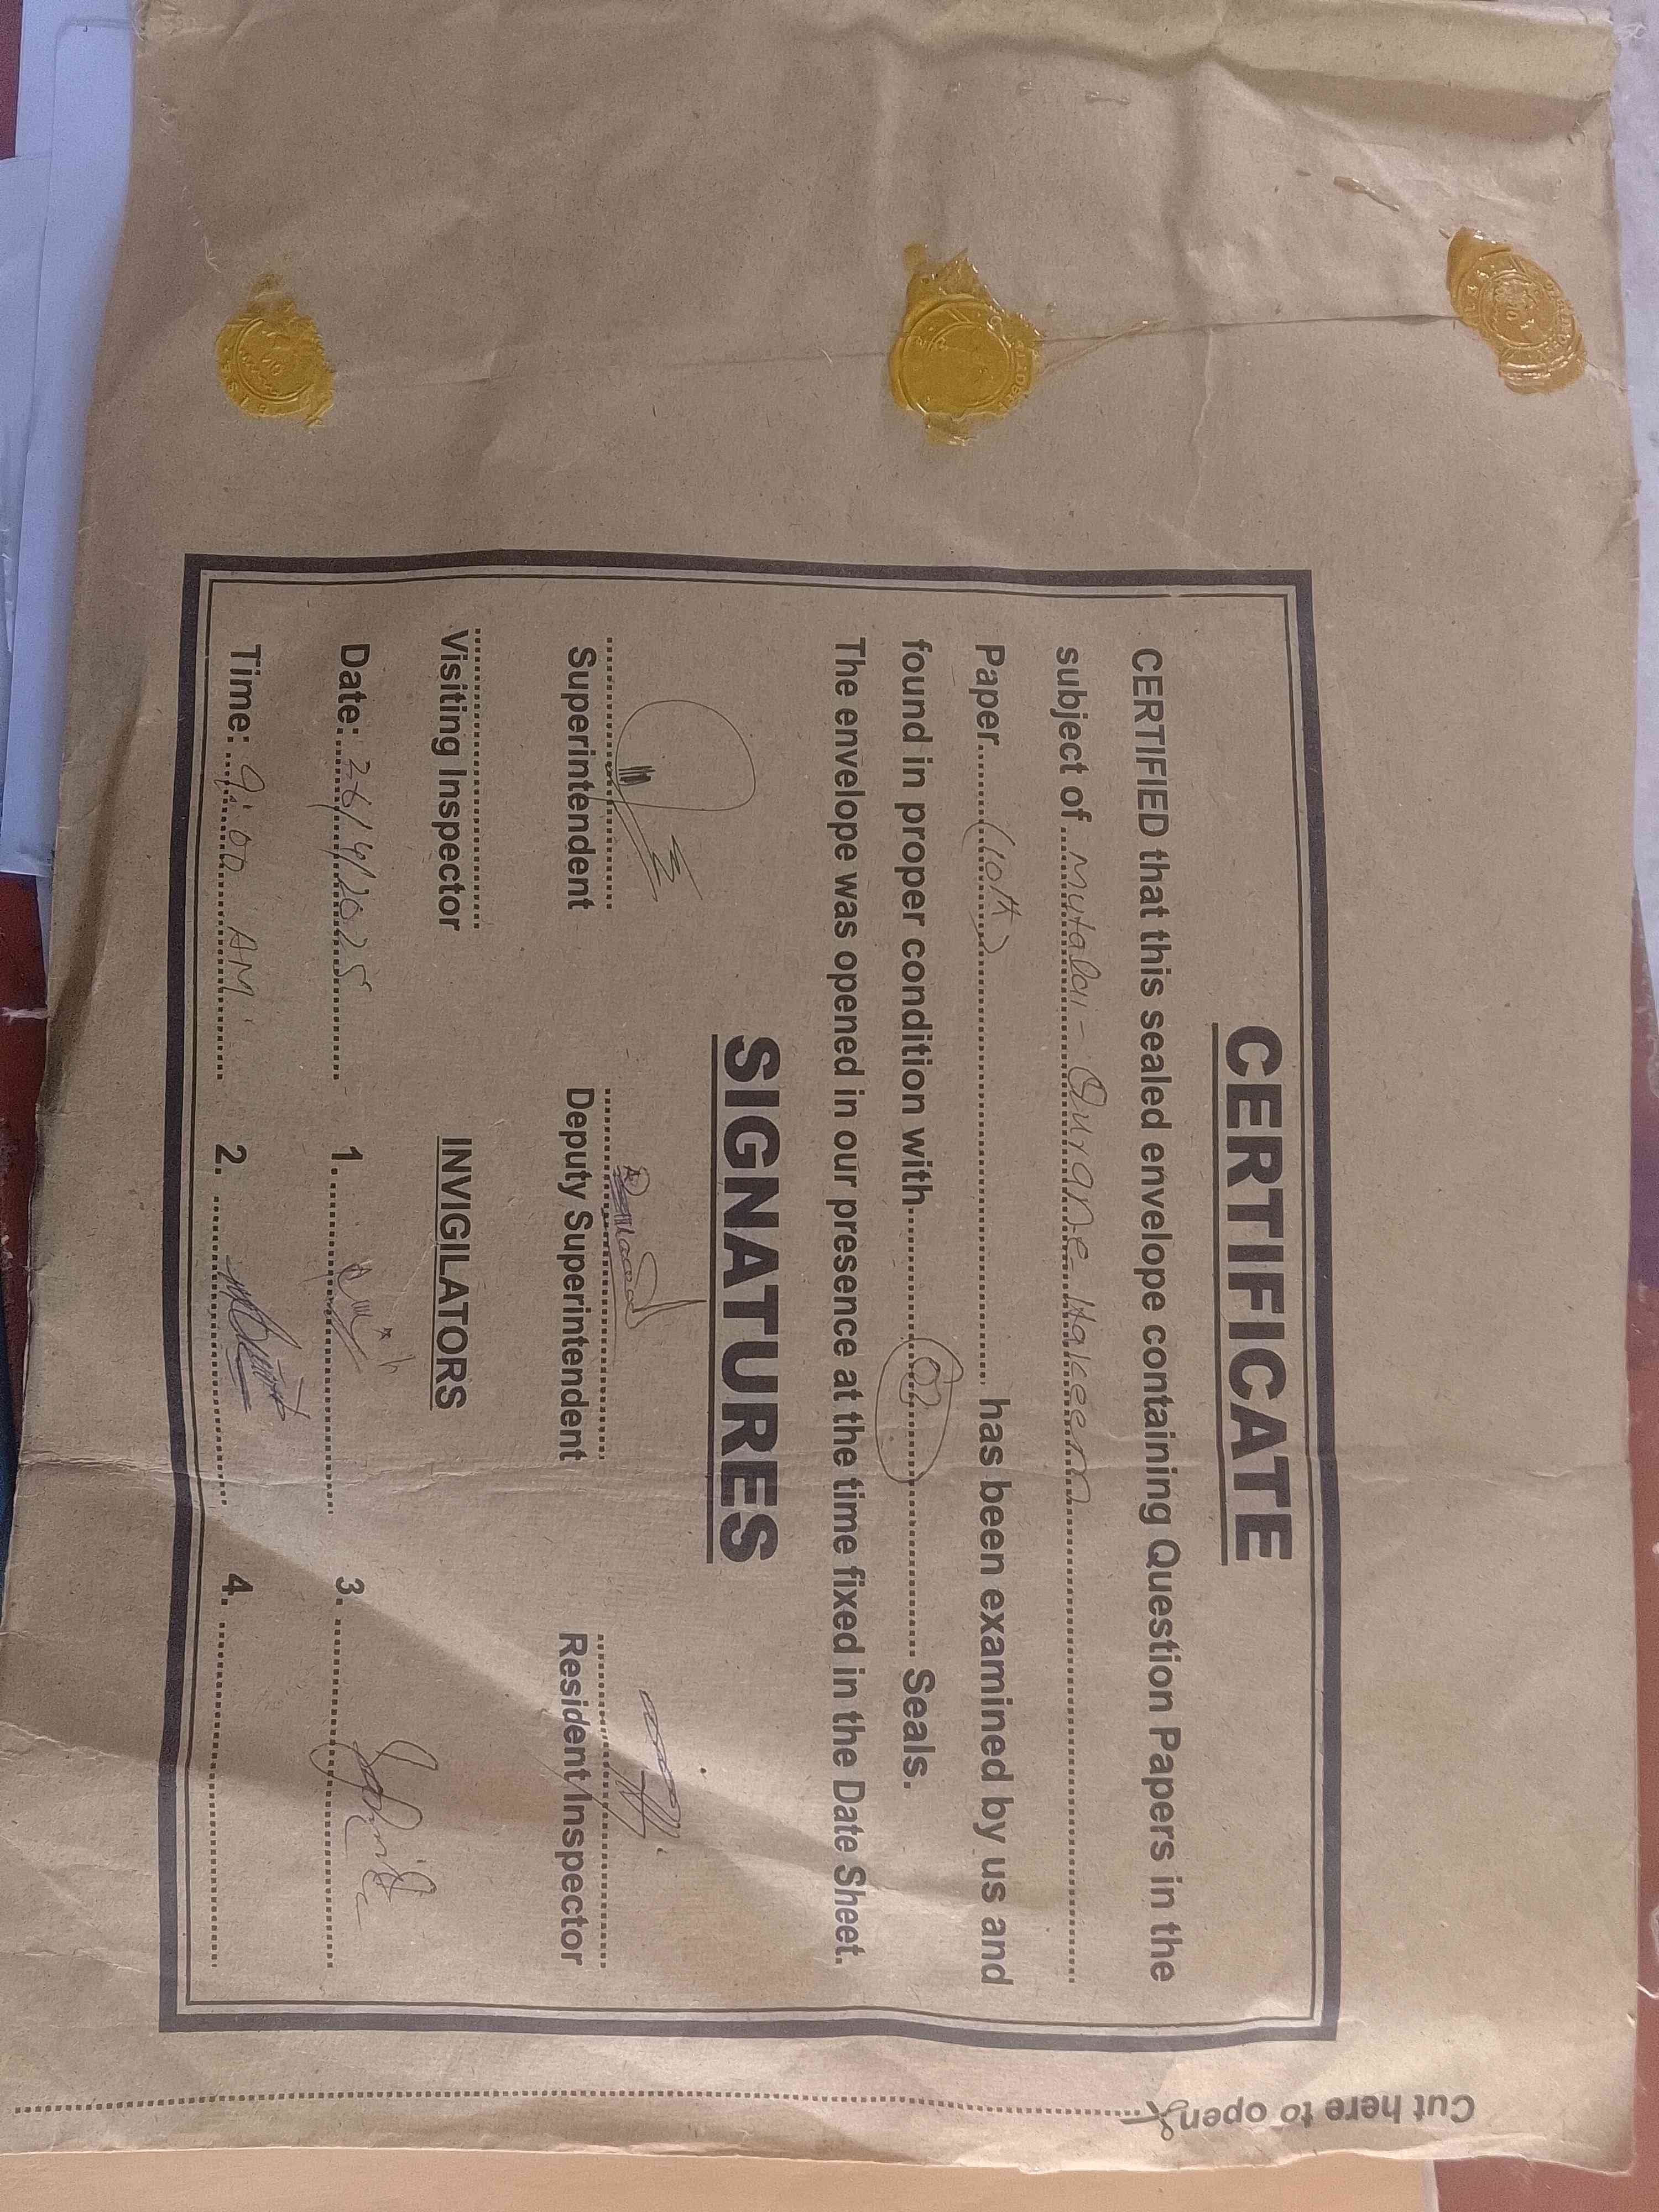 CERTIFICATE
CERTIFIED that this sealed envelope containing Question Papers in the
subject of mutalai-Quran-e-Hakeem
Paper (10th) has been examined by us and
found in proper condition with Seals.
The envelope was opened in our presence at the time fixed in the Date Sheet.
SIGNATURES
Superintendent Deputy Superintendent Resident/Inspector
Visiting Inspector INVIGILATORS
Date: 26/4/2025 1. 3.
Time: 9:00 AM 2. 4.
Cut here to open